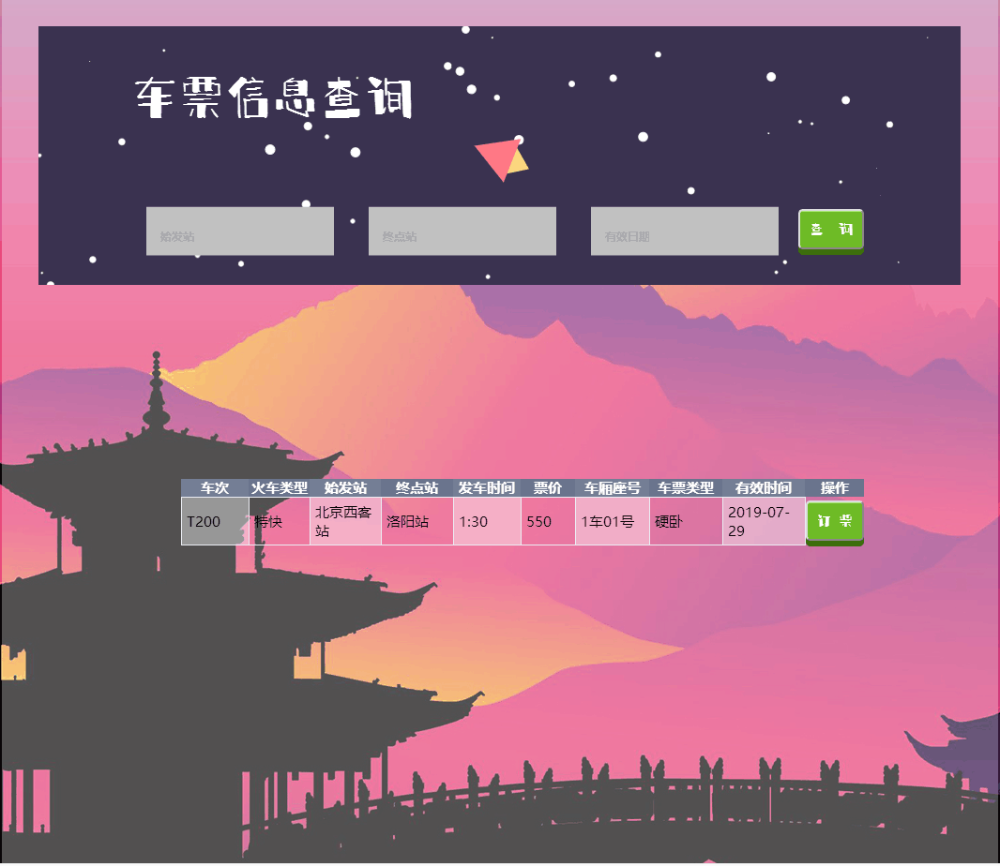 车票信息查询
始发站 终点站 有效日期 查 询
车次 火车类型 始发站 终点站 发车时间 票价 车厢座号 车票类型 有效时间 操作
T200 特快 北京西客站 洛阳站 1:30 550 1车01号 硬卧 2019-07-29 订 票